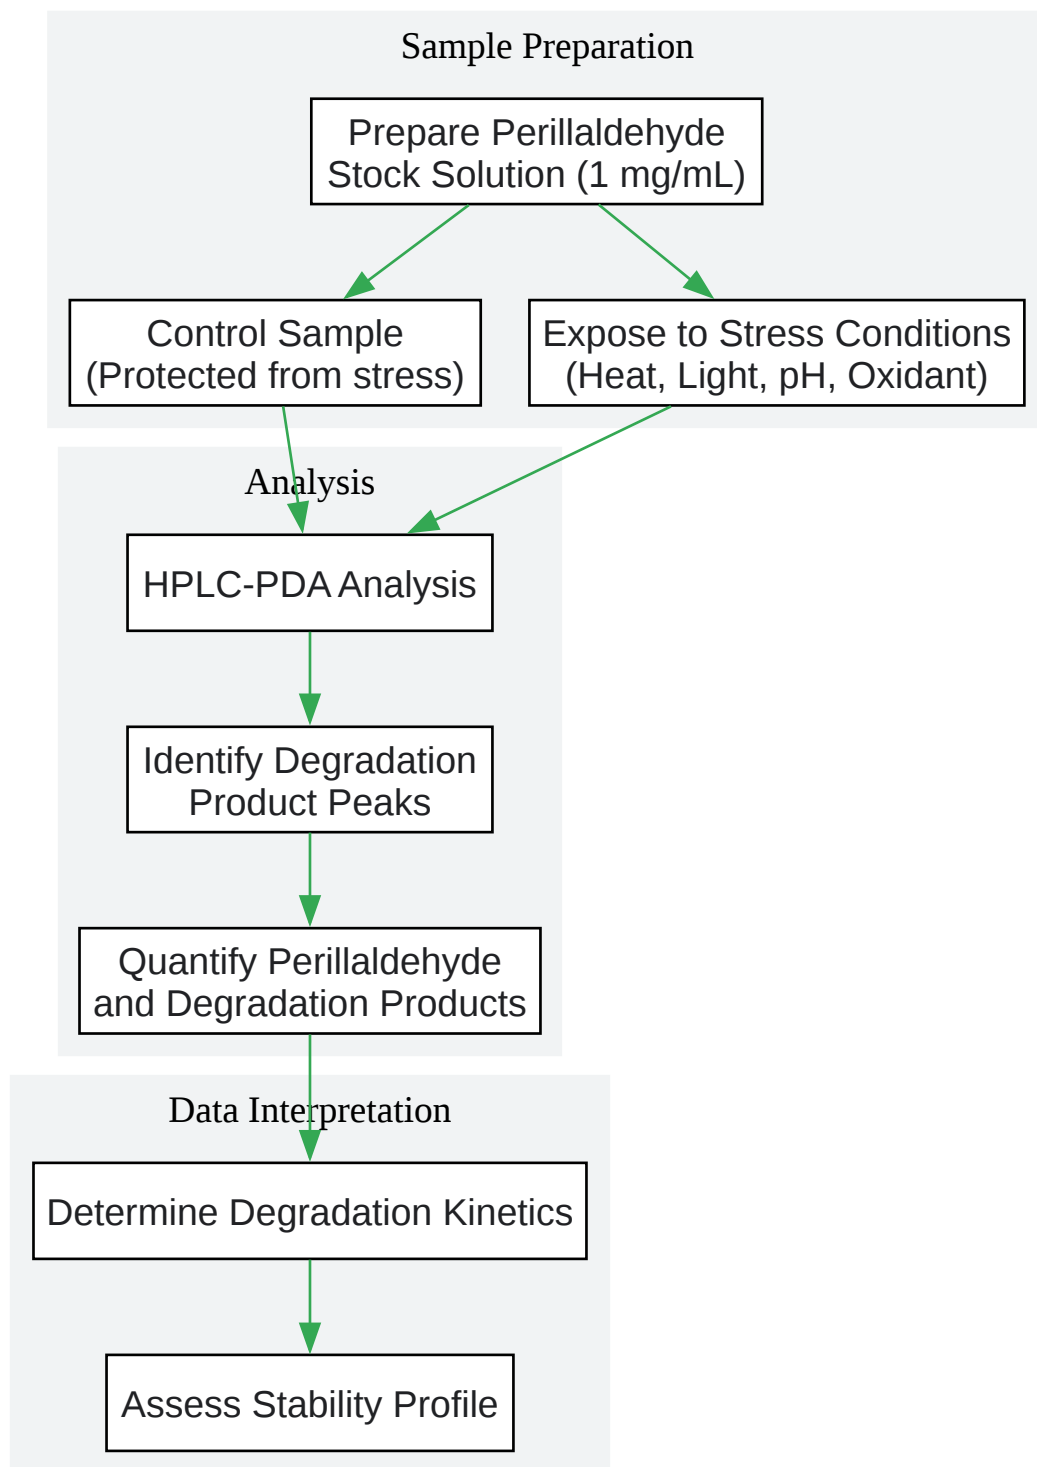 Sample Preparation
Prepare Perillaldehyde
Stock Solution (1 mg/mL)
Control Sample
(Protected from stress)
Expose to Stress Conditions
(Heat, Light, pH, Oxidant)
Analysis
HPLC-PDA Analysis
Identify Degradation
Product Peaks
Quantify Perillaldehyde
and Degradation Products
Data Interpretation
Determine Degradation Kinetics
Assess Stability Profile